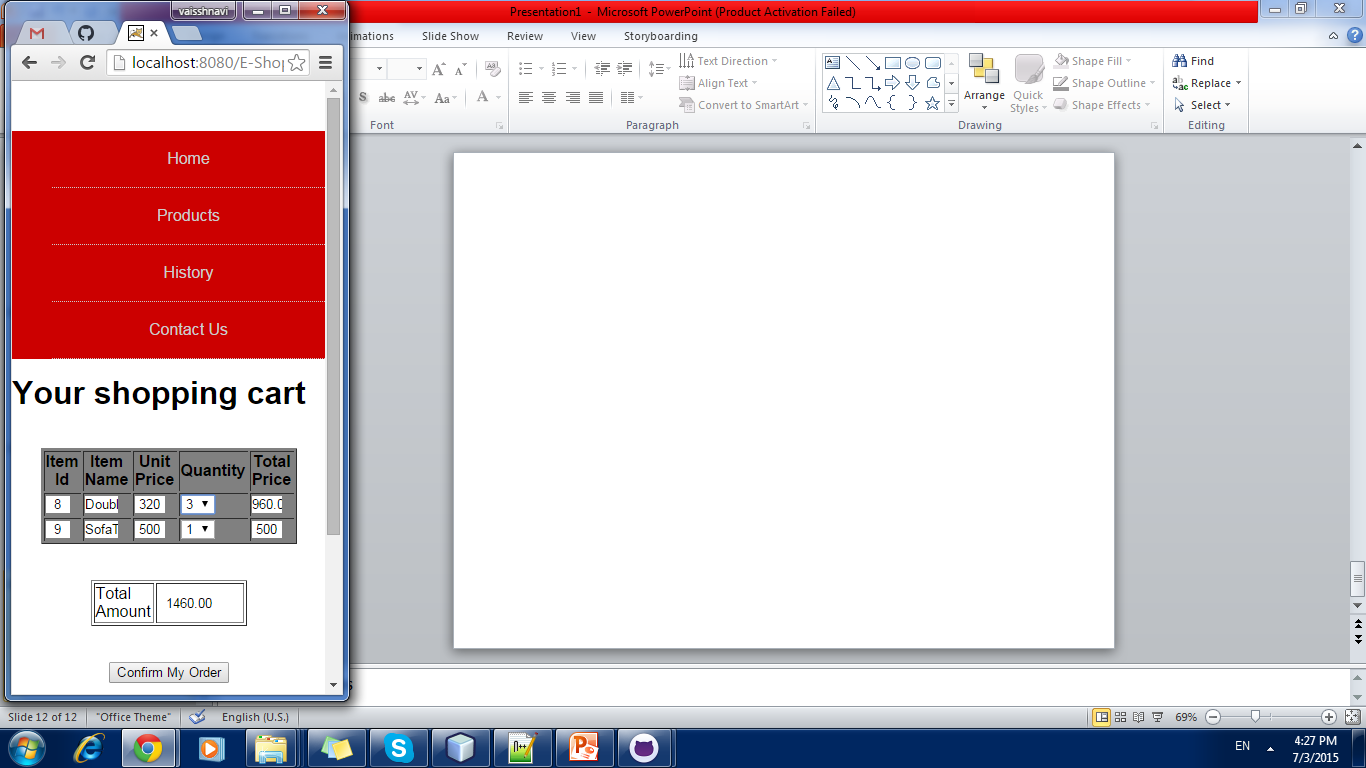 vaisshnavi
localhost:8080/E-Shop
Home
Products
History
Contact Us
Your shopping cart
Item Id Item Name Unit Price Quantity Total Price
8 Doubl 320 3 960.0
9 SofaT 500 1 500
Total Amount 1460.00
Confirm My Order
Presentation1 - Microsoft PowerPoint (Product Activation Failed)
imations Slide Show Review View Storyboarding
Text Direction
Align Text
Convert to SmartArt
Arrange
Quick Styles
Shape Fill
Shape Outline
Shape Effects
Find
Replace
Select
Font Paragraph Drawing Editing
Slide 12 of 12 "Office Theme" English (U.S.) 69%
EN 4:27 PM
7/3/2015